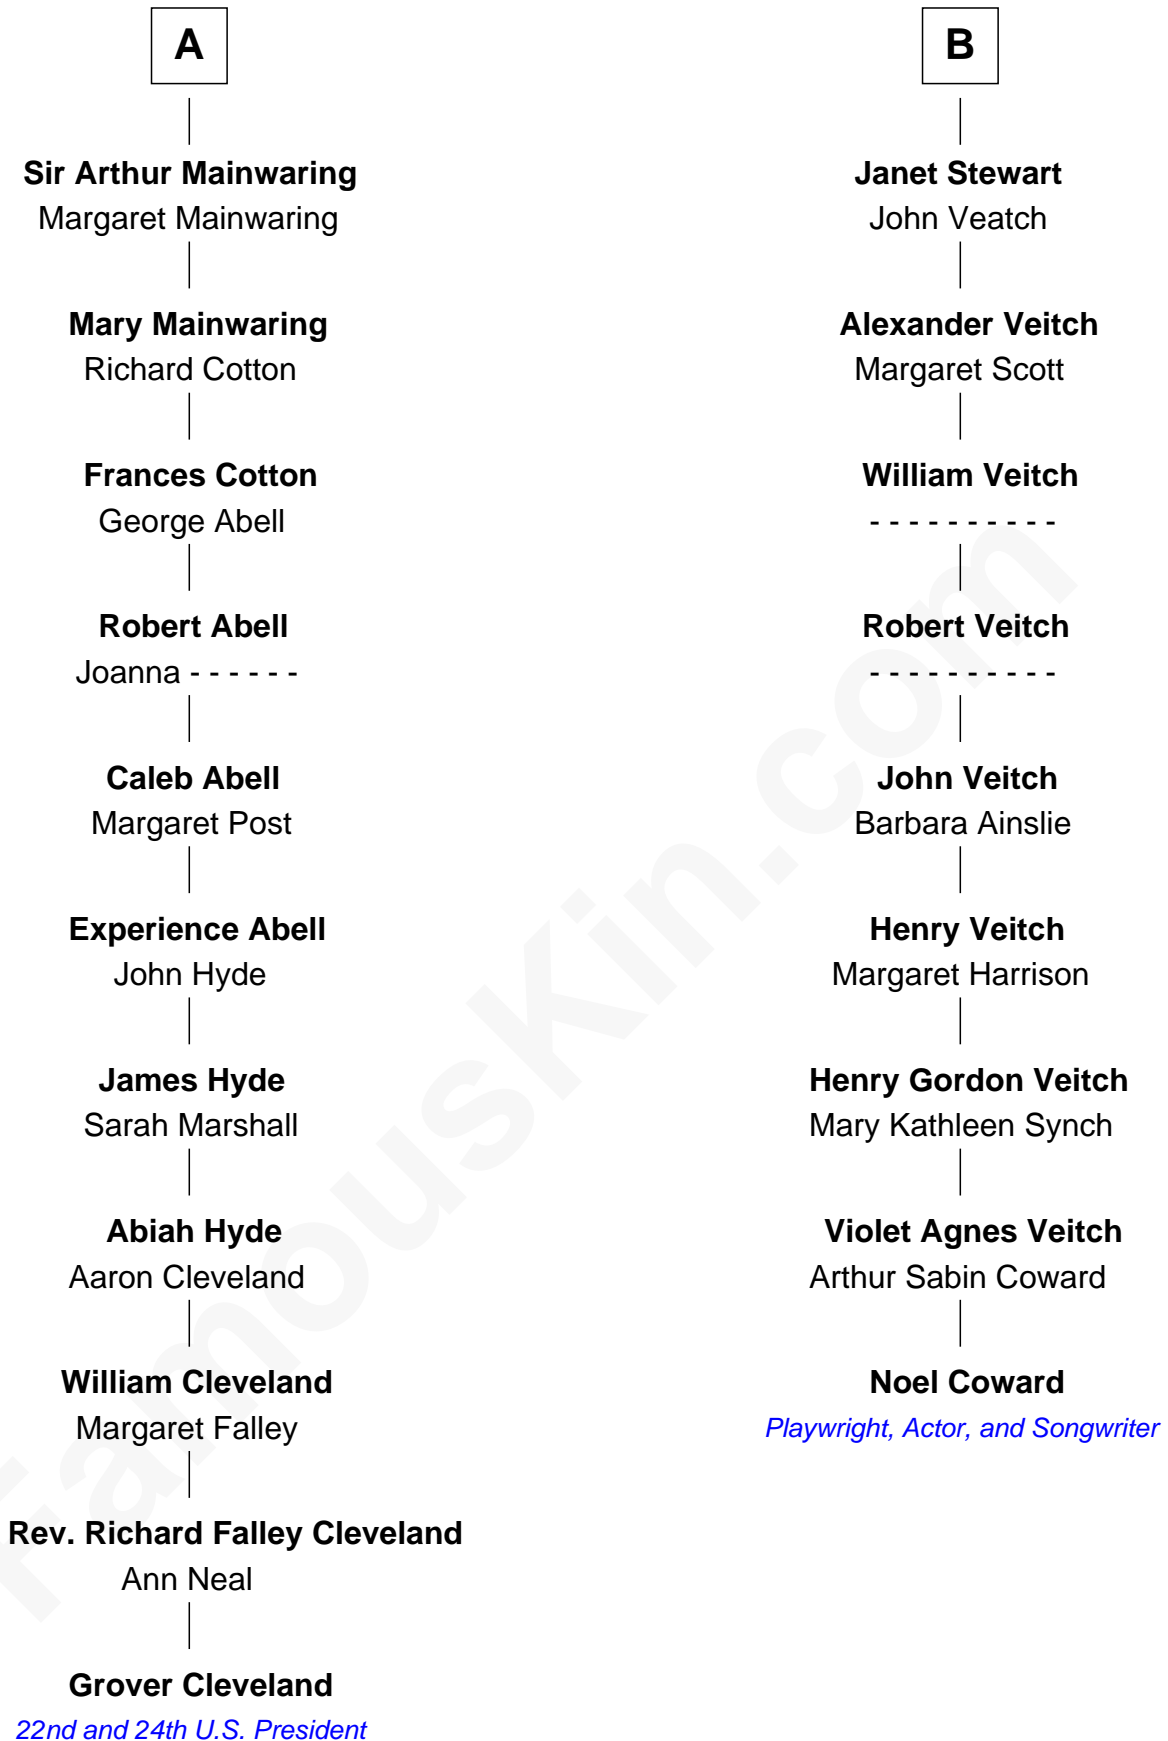 A
Sir Arthur Mainwaring
Margaret Mainwaring
Mary Mainwaring
Richard Cotton
Frances Cotton
George Abell
Robert Abell
Joanna - - - - - -
Caleb Abell
Margaret Post
Experience Abell
John Hyde
James Hyde
Sarah Marshall
Abiah Hyde
Aaron Cleveland
William Cleveland
Margaret Falley
Rev. Richard Falley Cleveland
Ann Neal
Grover Cleveland
22nd and 24th U.S. President
B
Janet Stewart
John Veatch
Alexander Veitch
Margaret Scott
William Veitch
- - - - - - - - - -
Robert Veitch
- - - - - - - - - -
John Veitch
Barbara Ainslie
Henry Veitch
Margaret Harrison
Henry Gordon Veitch
Mary Kathleen Synch
Violet Agnes Veitch
Arthur Sabin Coward
Noel Coward
Playwright, Actor, and Songwriter
FamousKin.com